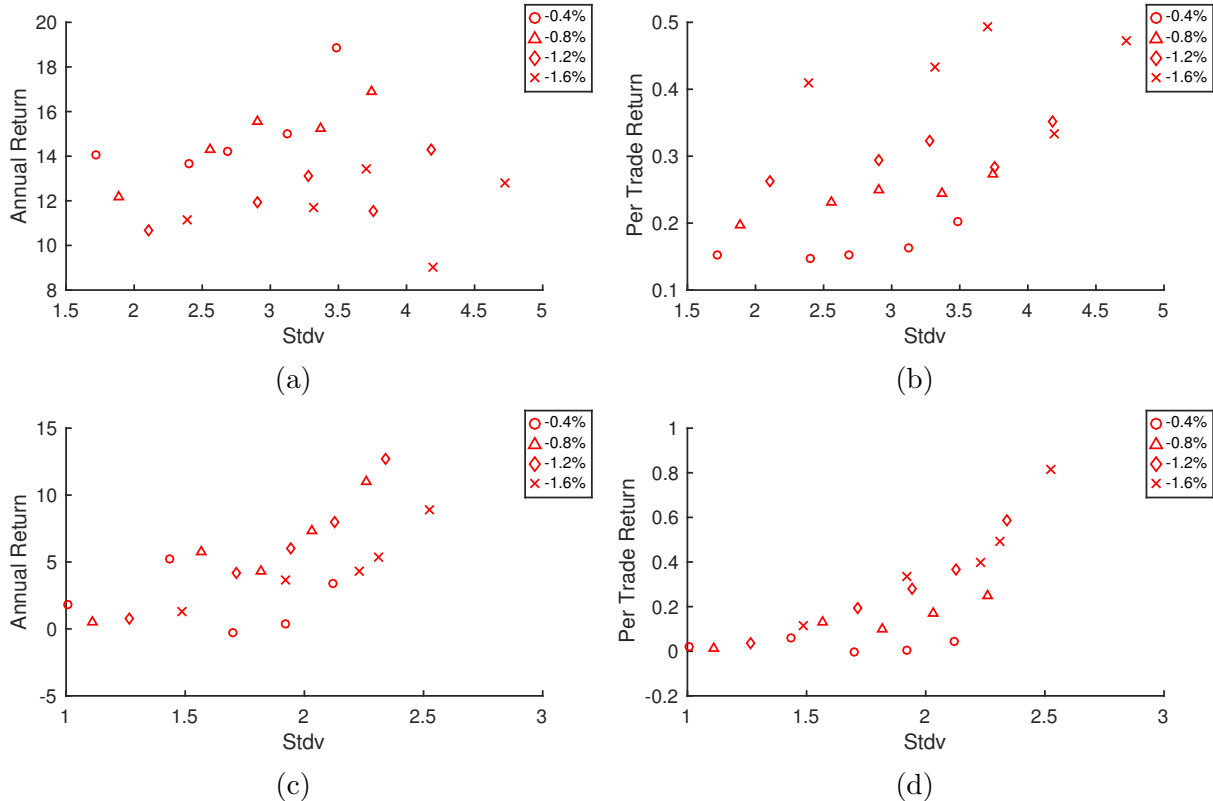 20
18
16
14
12
10
8
Annual Return
1.5 2 2.5 3 3.5 4 4.5 5
Stdv
-0.4%
-0.8%
-1.2%
-1.6%
(a)
0.5
0.4
0.3
0.2
0.1
Per Trade Return
1.5 2 2.5 3 3.5 4 4.5 5
Stdv
-0.4%
-0.8%
-1.2%
-1.6%
(b)
15
10
5
0
-5
Annual Return
1 1.5 2 2.5 3
Stdv
-0.4%
-0.8%
-1.2%
-1.6%
(c)
1
0.8
0.6
0.4
0.2
0
-0.2
Per Trade Return
1 1.5 2 2.5 3
Stdv
-0.4%
-0.8%
-1.2%
-1.6%
(d)